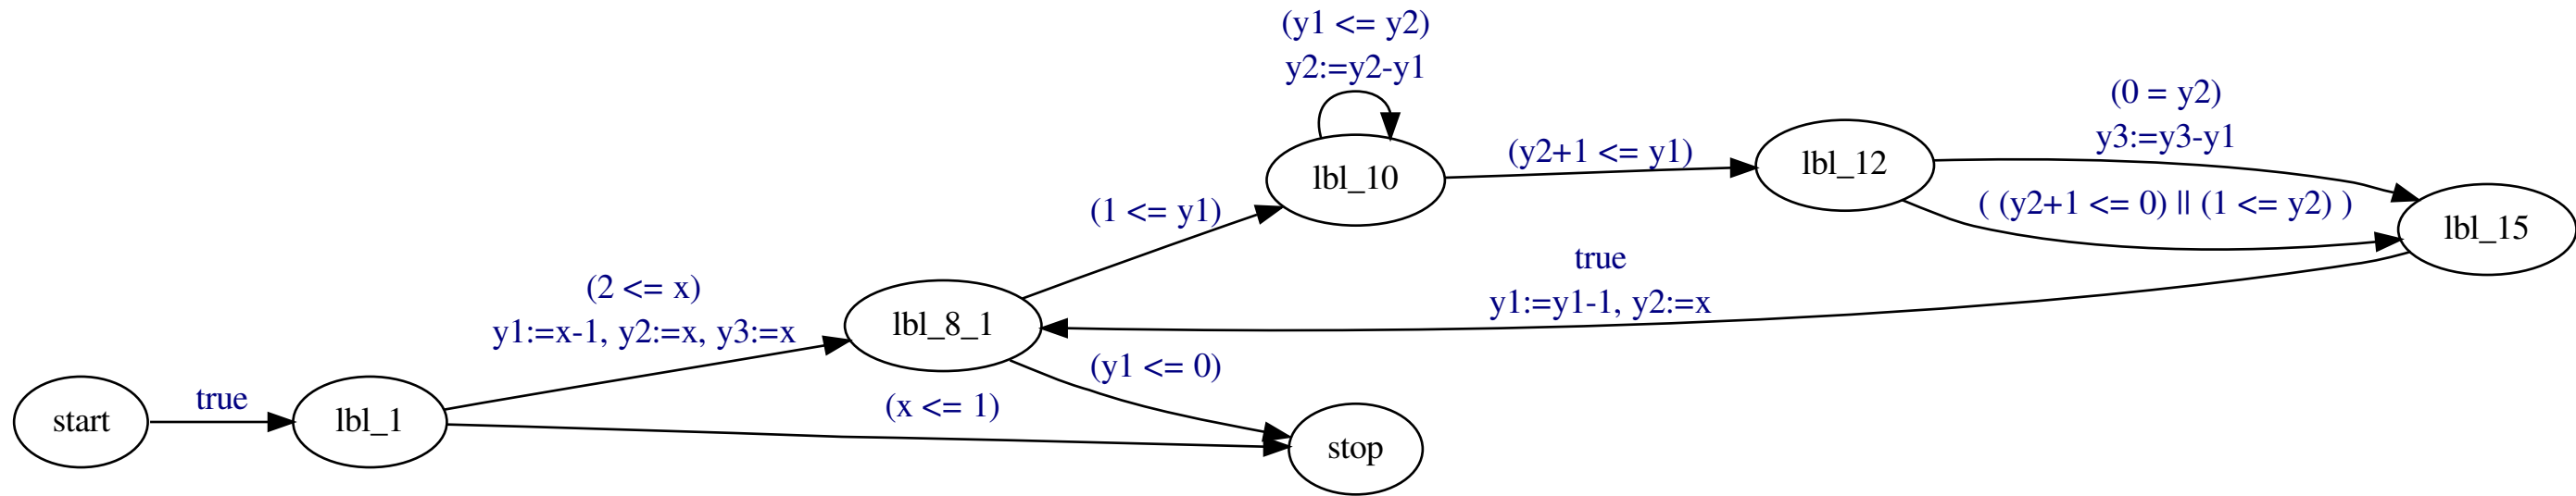 (y1 <= y2)
y2:=y2-y1
(0 = y2)
y3:=y3-y1
(y2+1 <= y1)
lbl_12
lbl_10
( (y2+1 <= 0) || (1 <= y2) )
lbl_15
(1 <= y1)
true
y1:=y1-1, y2:=x
(2 <= x)
y1:=x-1, y2:=x, y3:=x
lbl_8_1
(y1 <= 0)
true
(x <= 1)
start
lbl_1
stop